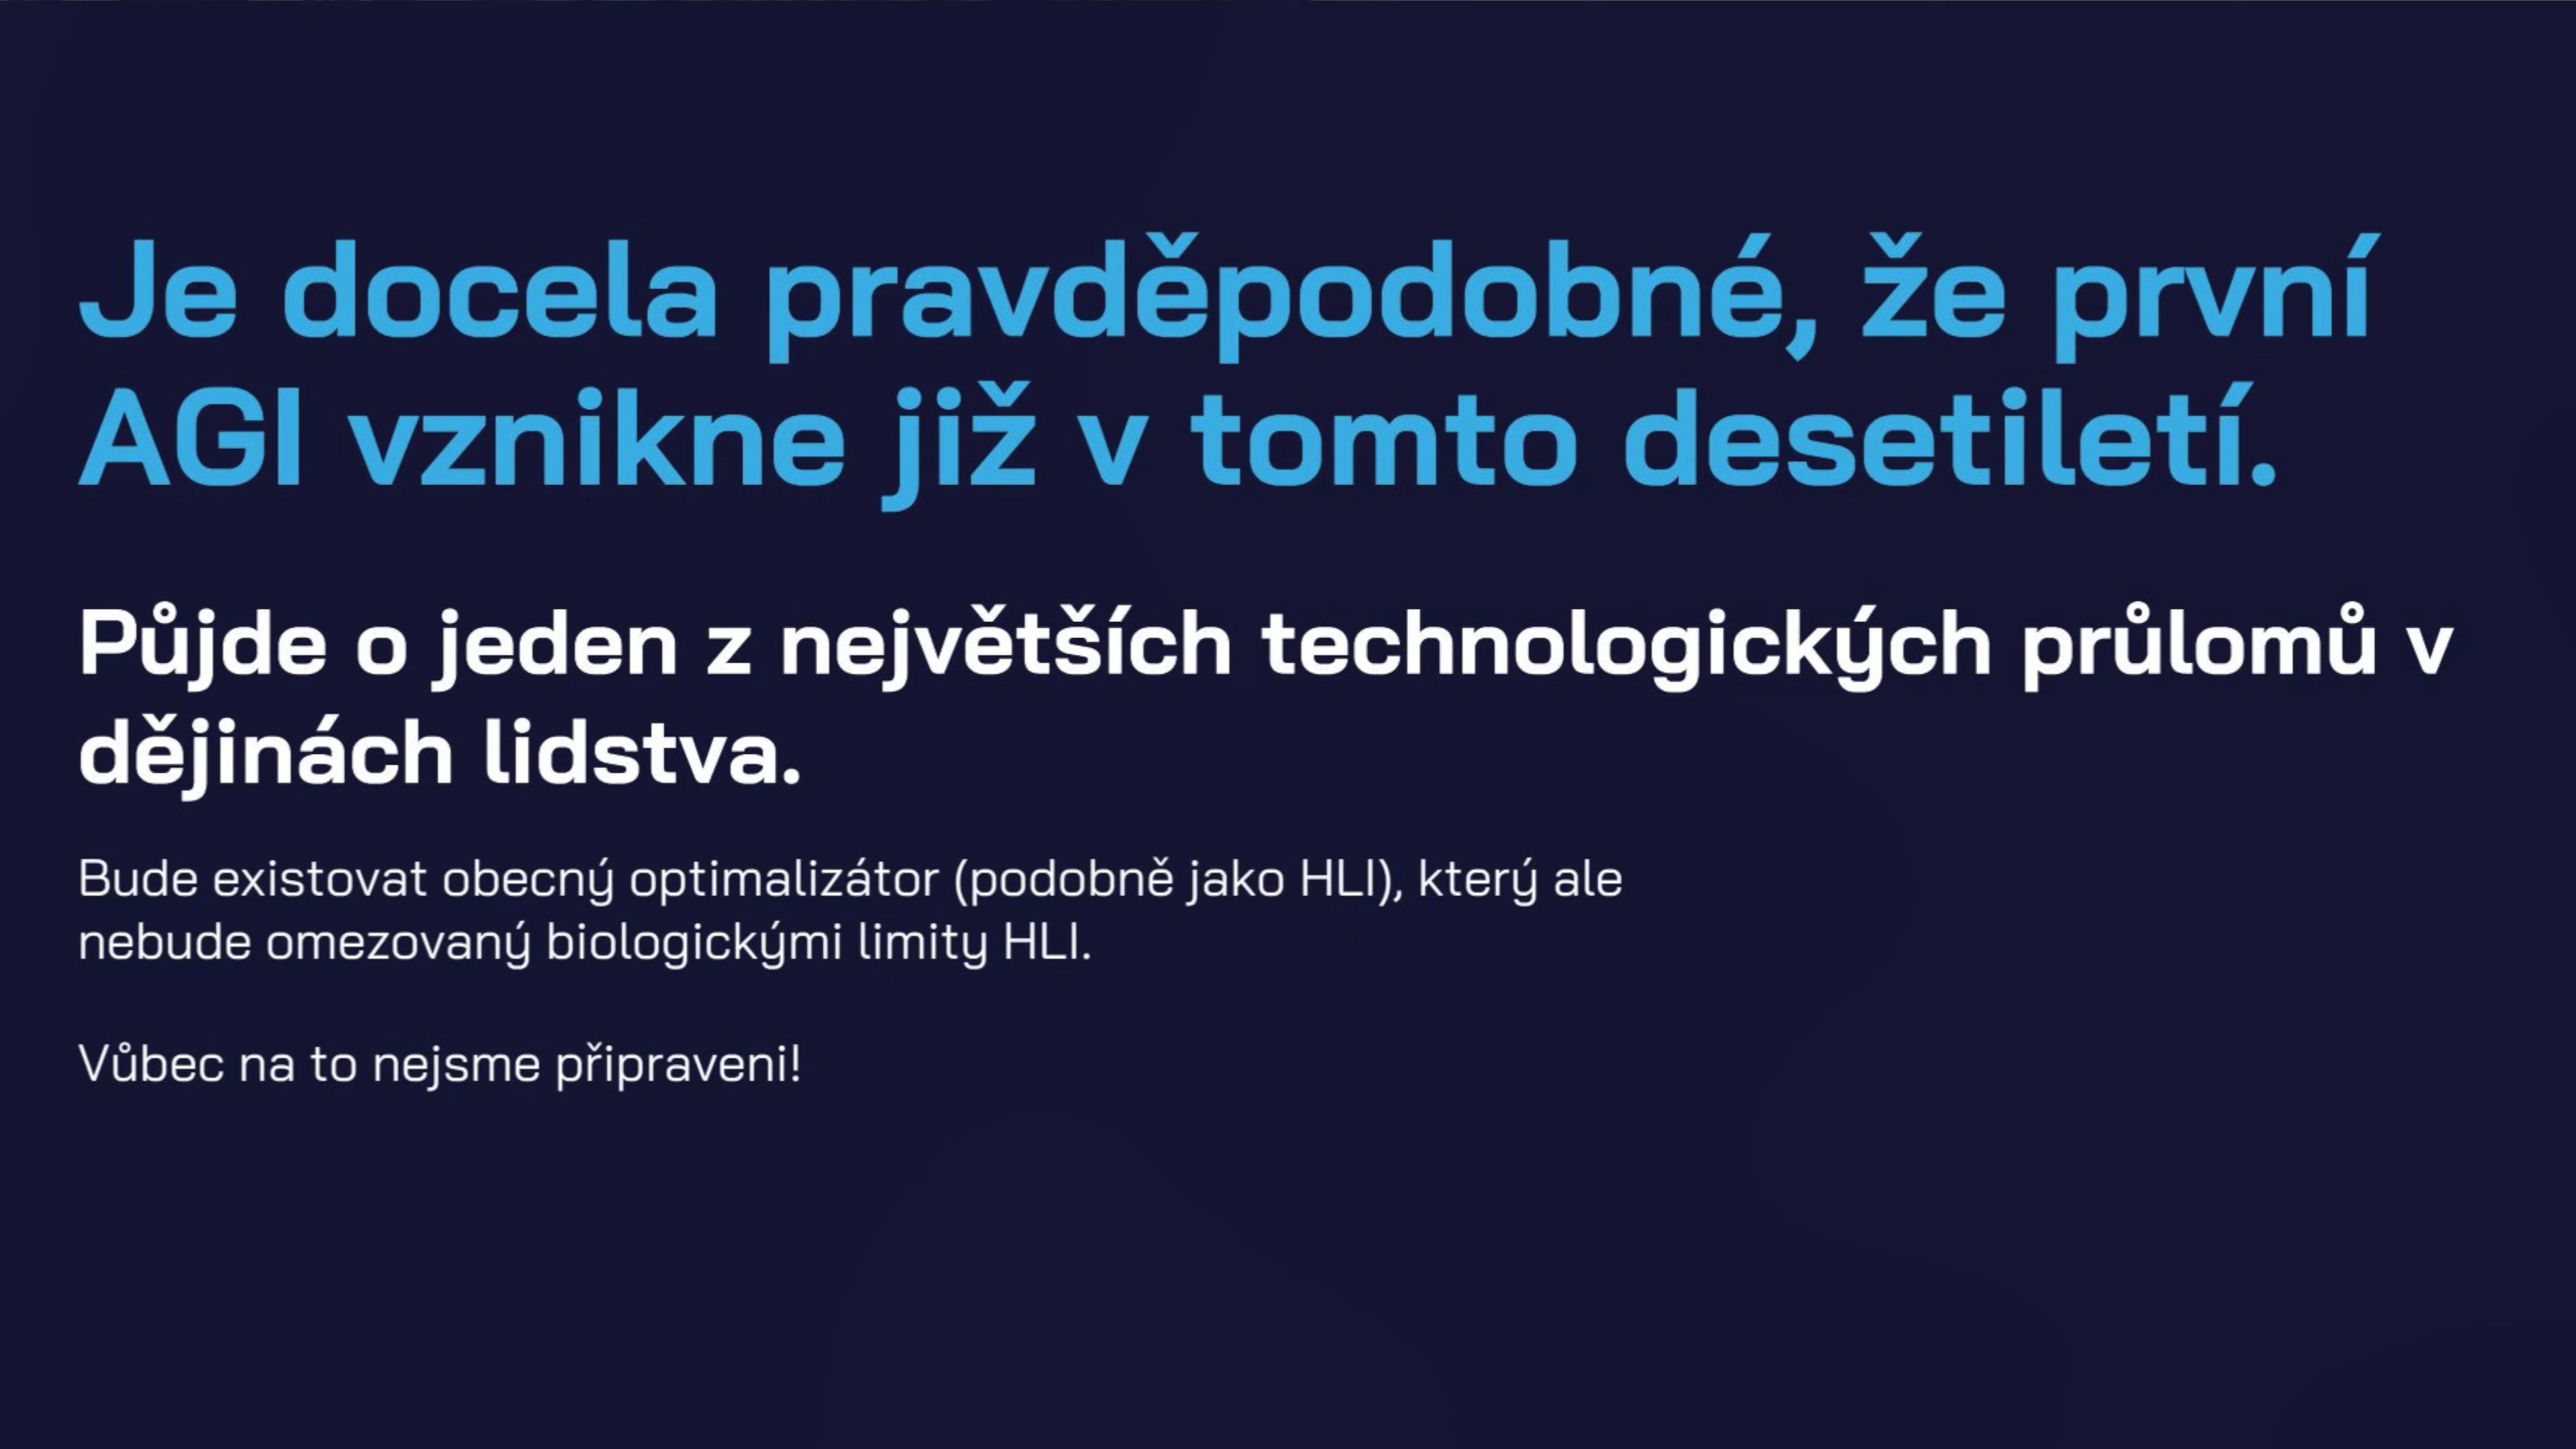 Je docela pravděpodobné, že první
AGI vznikne již v tomto desetiletí.
Půjde o jeden z největších technologických průlomů v
dějinách lidstva.
Bude existovat obecný optimalizátor (podobně jako HLI), který ale
nebude omezovaný biologickými limity HLI.
Vůbec na to nejsme připraveni!